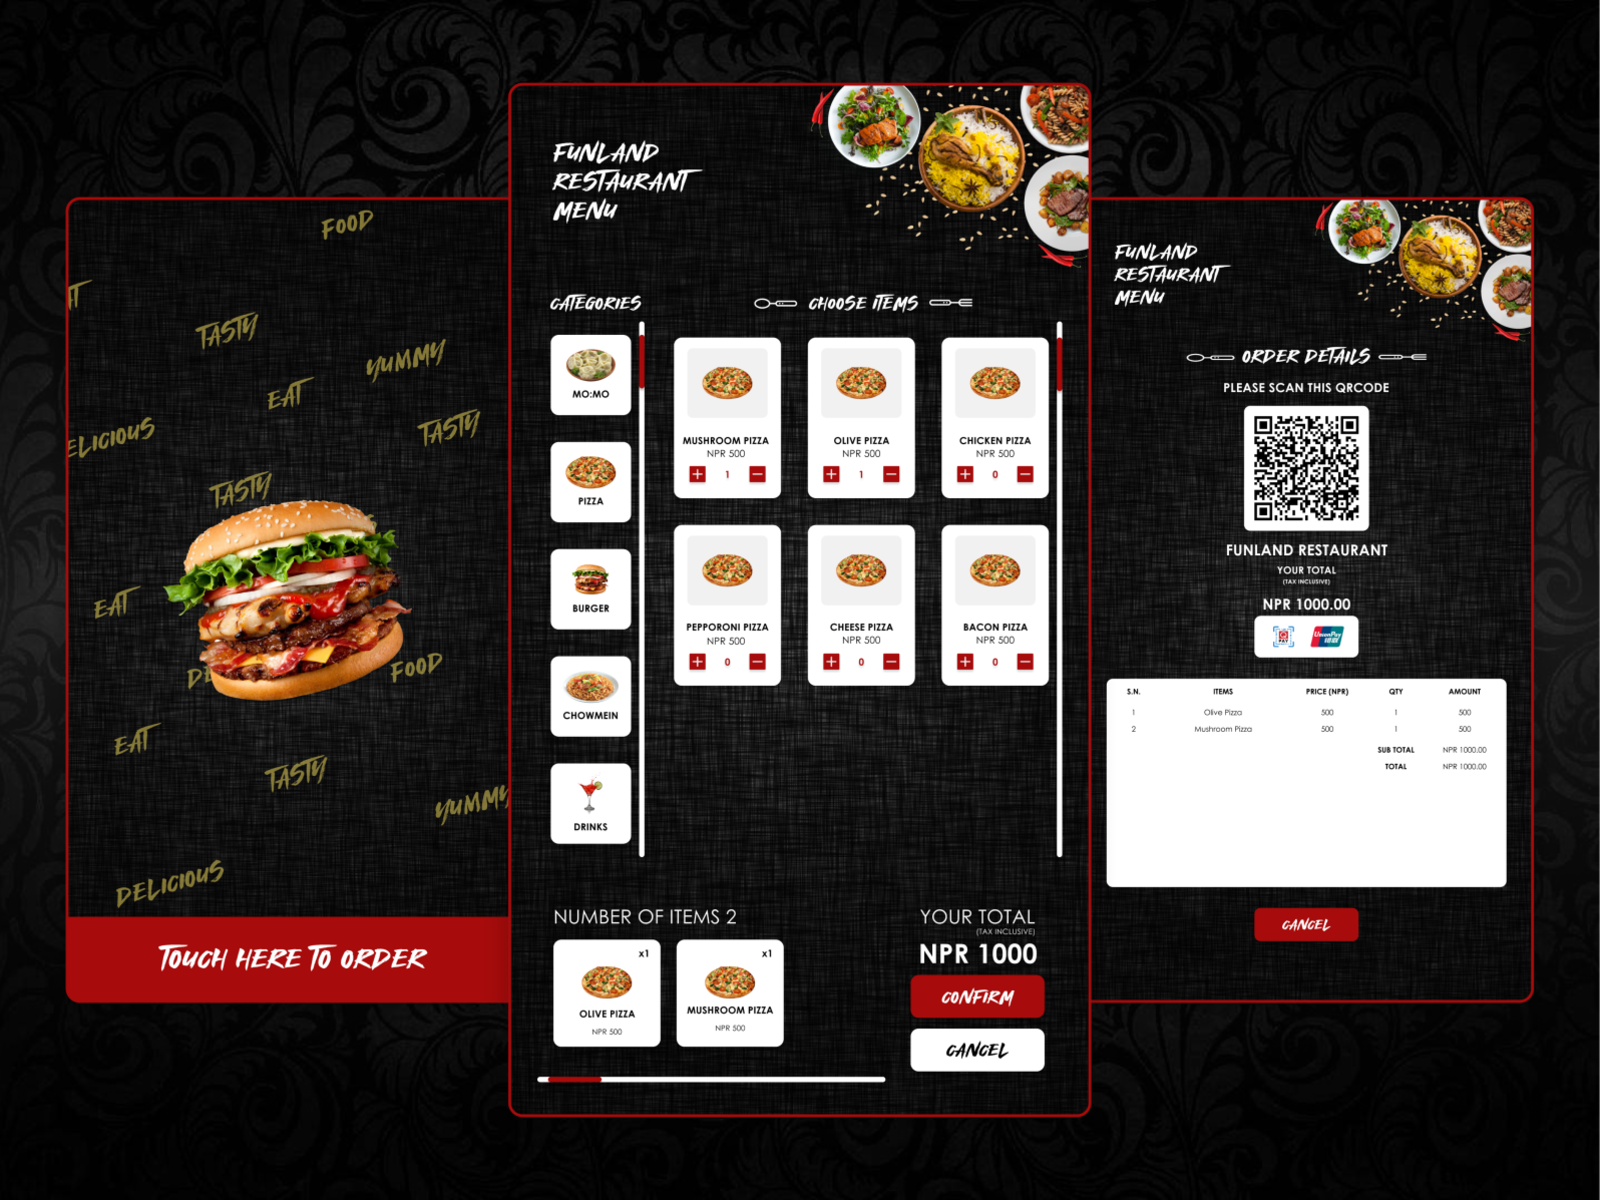 FOOD
TASTY
YUMMY
EAT
TASTY
ELICIOUS
TASTY
EAT
FOOD
EAT
TASTY
YUMMY
DELICIOUS
TOUCH HERE TO ORDER
FUNLAND
RESTAURANT
MENU
CATEGORIES
MO:MO
PIZZA
BURGER
CHOWMEIN
DRINKS
CHOOSE ITEMS
MUSHROOM PIZZA
NPR 500
+ 1 −
OLIVE PIZZA
NPR 500
+ 1 −
CHICKEN PIZZA
NPR 500
+ 0 −
PEPPORONI PIZZA
NPR 500
+ 0 −
CHEESE PIZZA
NPR 500
+ 0 −
BACON PIZZA
NPR 500
+ 0 −
NUMBER OF ITEMS 2
x1
OLIVE PIZZA
NPR 500
x1
MUSHROOM PIZZA
NPR 500
YOUR TOTAL
(TAX INCLUSIVE)
NPR 1000
CONFIRM
CANCEL
FUNLAND
RESTAURANT
MENU
ORDER DETAILS
PLEASE SCAN THIS QRCODE
FUNLAND RESTAURANT
YOUR TOTAL
(TAX INCLUSIVE)
NPR 1000.00
UnionPay
S.N. ITEMS PRICE (NPR) QTY AMOUNT
1 Olive Pizza 500 1 500
2 Mushroom Pizza 500 1 500
SUB TOTAL NPR 1000.00
TOTAL NPR 1000.00
CANCEL